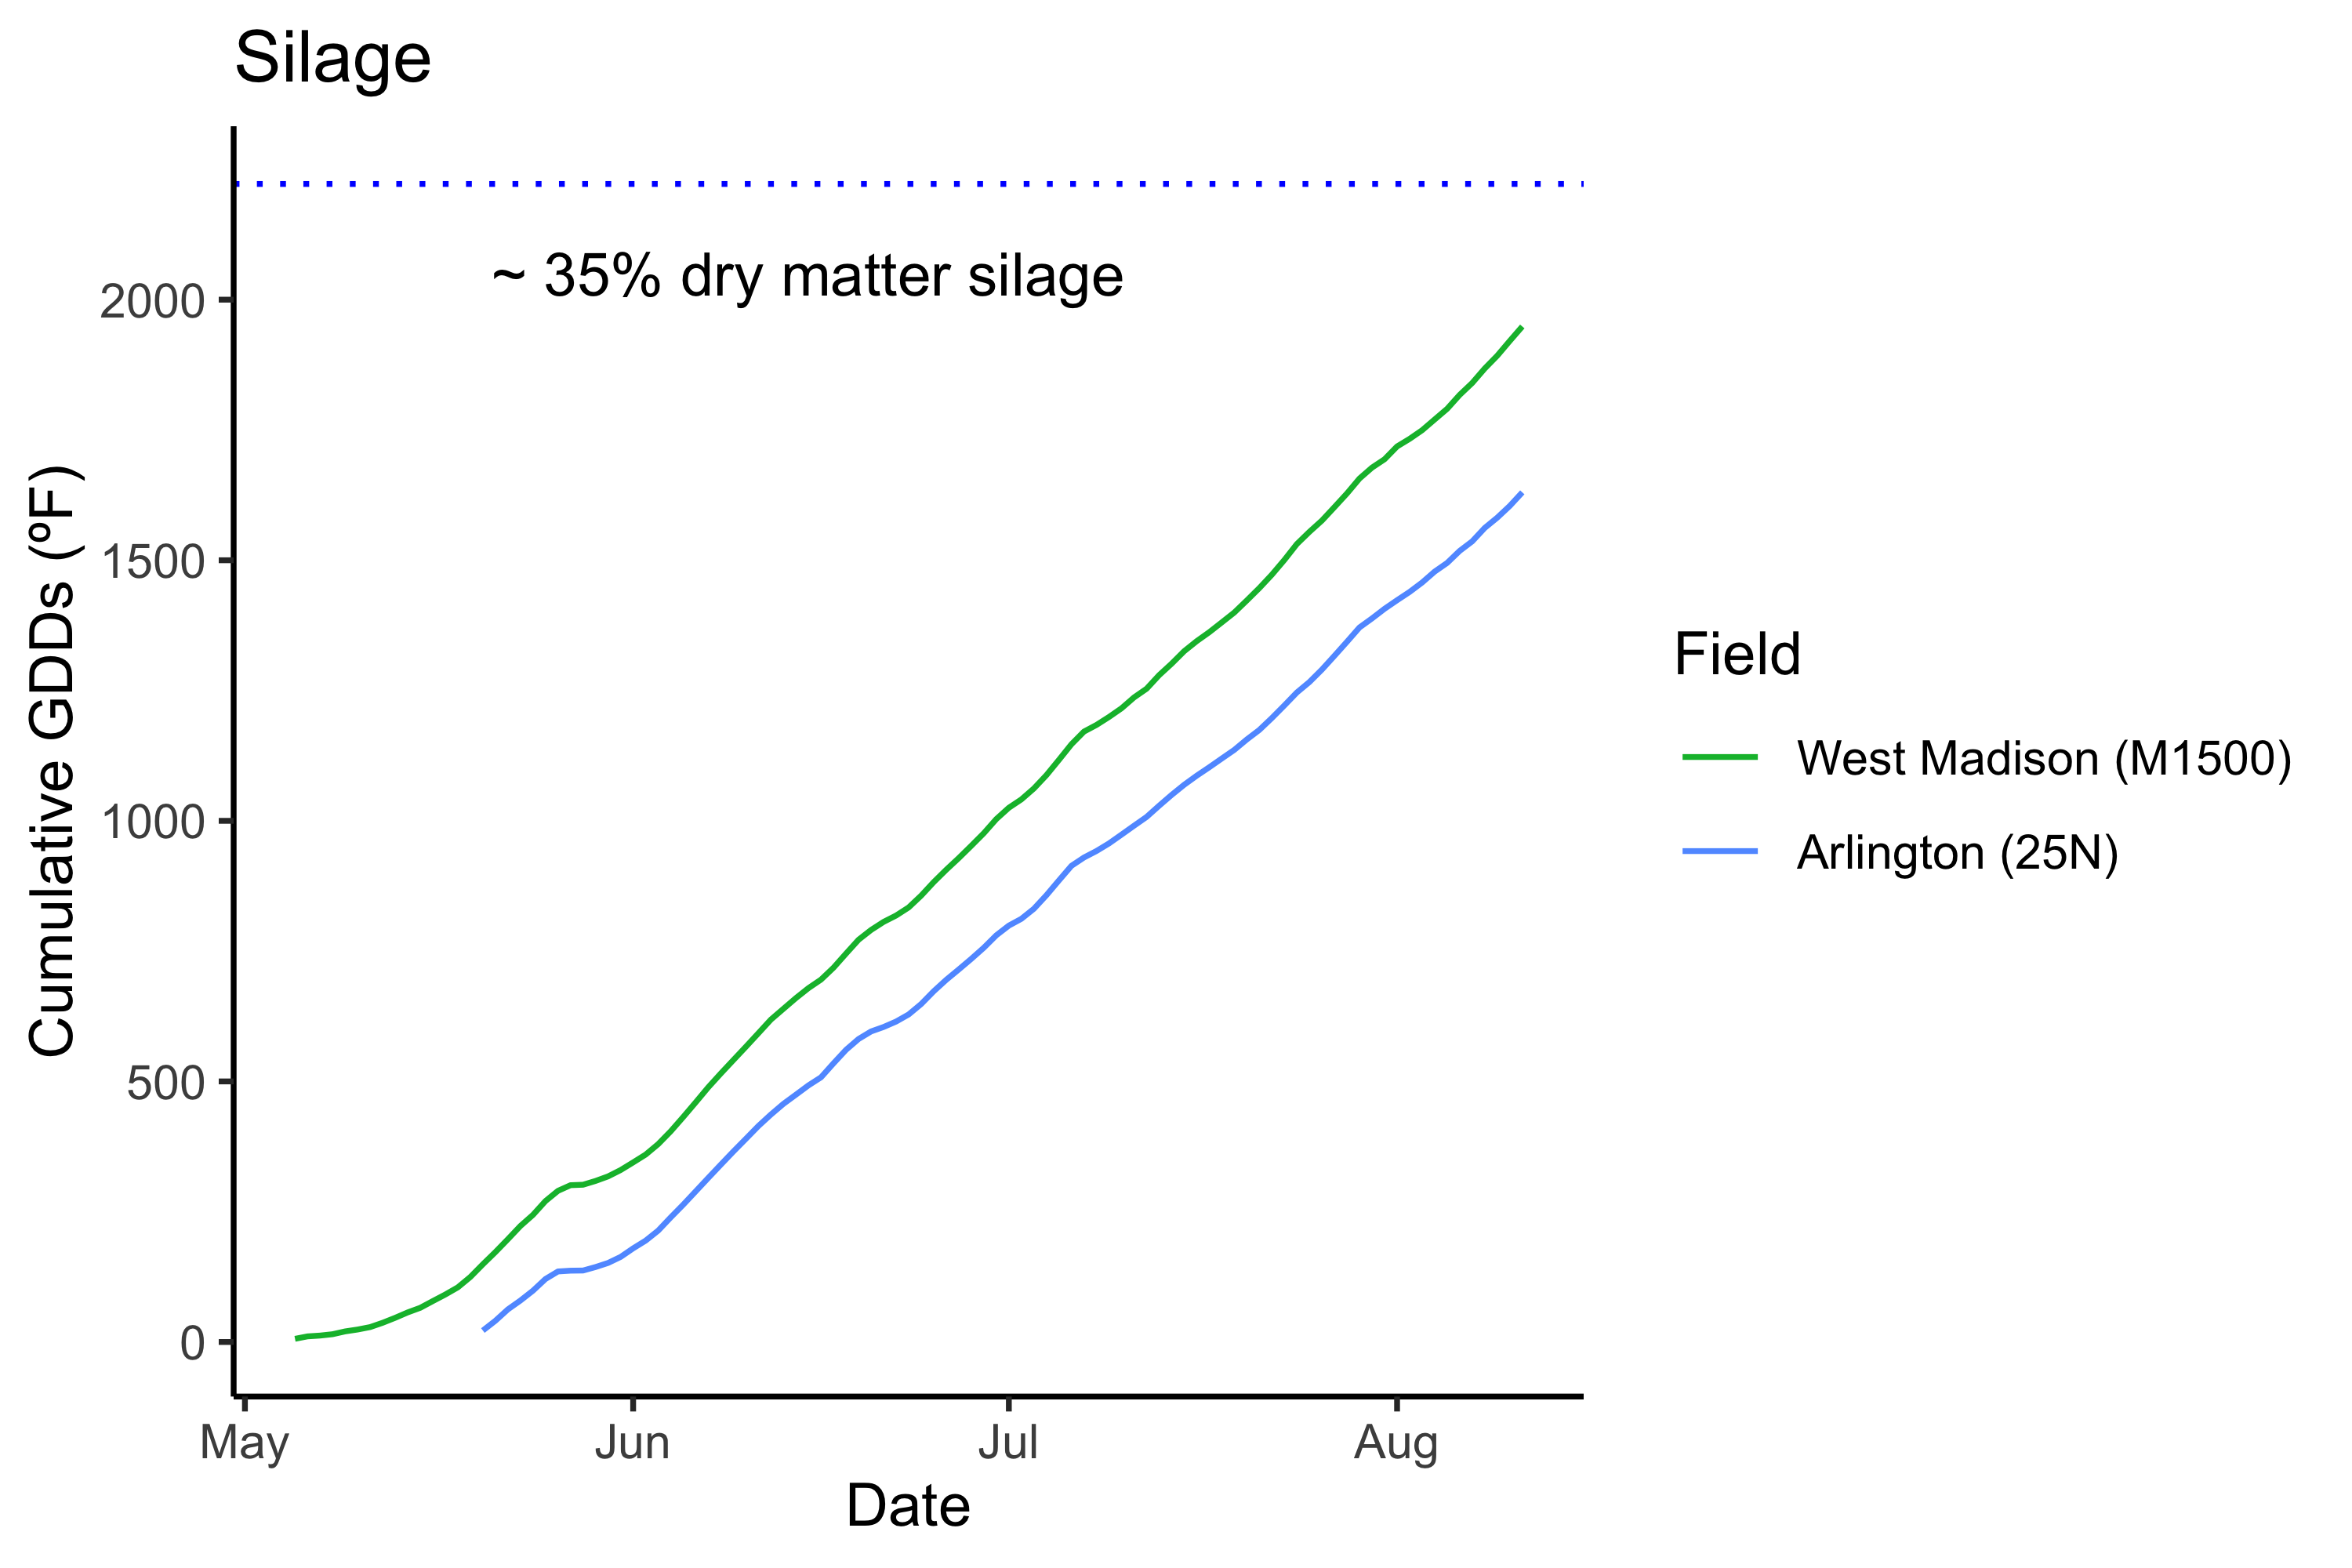 Silage
~ 35% dry matter silage
Cumulative GDDs (ºF)
2000
1500
1000
500
0
May Jun Jul Aug
Date
Field
West Madison (M1500)
Arlington (25N)